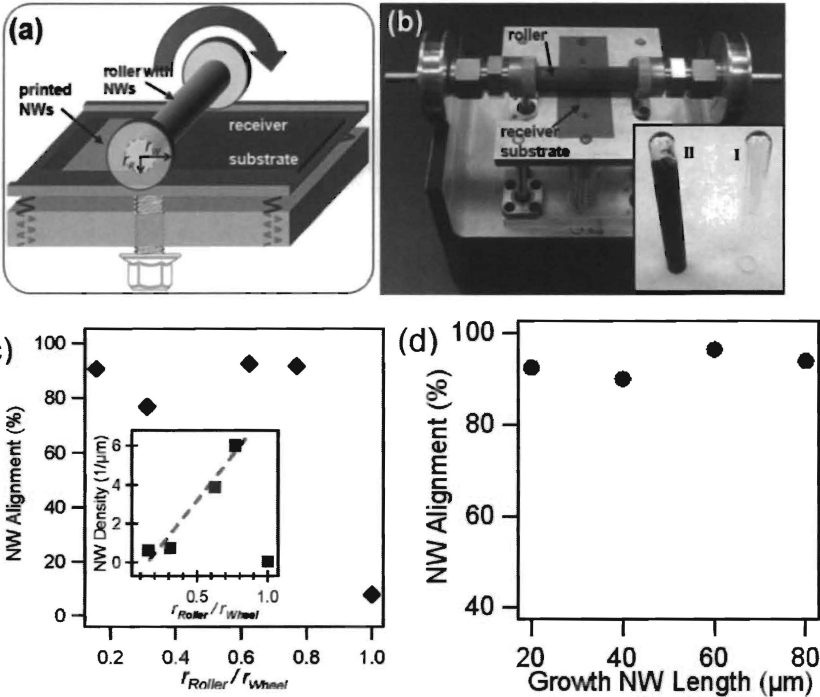 (a)
roller with
NWs
printed
NWs
receiver
substrate
(b)
roller
receiver
substrate
II
I
c)
NW Alignment (%)
100
80
60
40
20
0
0.2
0.4
0.6
0.8
1.0
rRoller / rWheel
NW Density (1/μm)
6
4
2
0
0.5
1.0
rRoller / rWheel
(d)
NW Alignment (%)
100
80
60
40
20
40
60
80
Growth NW Length (μm)